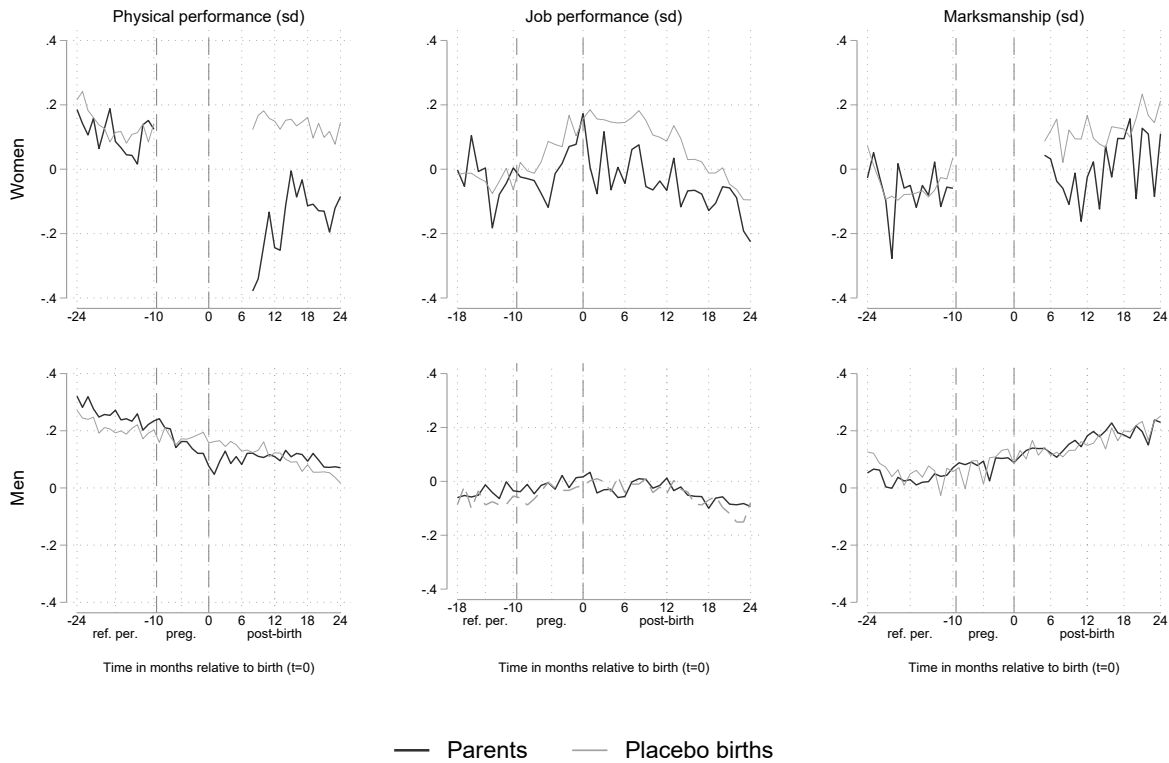 Physical performance (sd)
Job performance (sd)
Marksmanship (sd)
Women
.4
.2
0
-.2
-.4
-24 -10 0 6 12 18 24
.4
.2
0
-.2
-.4
-18 -10 0 6 12 18 24
.4
.2
0
-.2
-.4
-24 -10 0 6 12 18 24
Men
.4
.2
0
-.2
-.4
-24 -10 0 6 12 18 24
ref. per. preg. post-birth
Time in months relative to birth (t=0)
.4
.2
0
-.2
-.4
-18 -10 0 6 12 18 24
ref. per. preg. post-birth
Time in months relative to birth (t=0)
.4
.2
0
-.2
-.4
-24 -10 0 6 12 18 24
ref. per. preg. post-birth
Time in months relative to birth (t=0)
Parents Placebo births